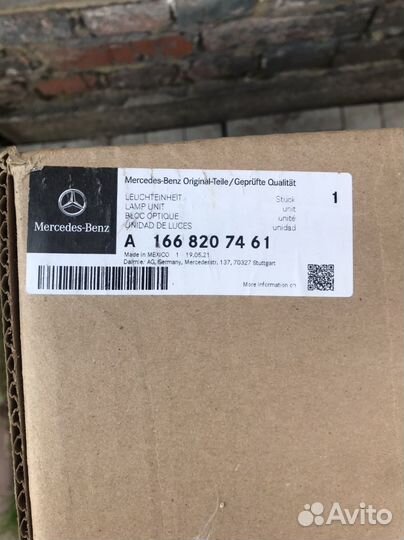 Mercedes-Benz Original-Teile/Geprüfte Qualität
LEUCHTEINHEIT Stück 1
LAMP UNIT unit
BLOC OPTIQUE unité
UNIDAD DE LUCES unidad
Mercedes-Benz
A 166 820 74 61
Made in MEXICO 1 19.05.21
Daimler AG, Germany, Mercedesstr. 137, 70327 Stuttgart
More information on
Avito